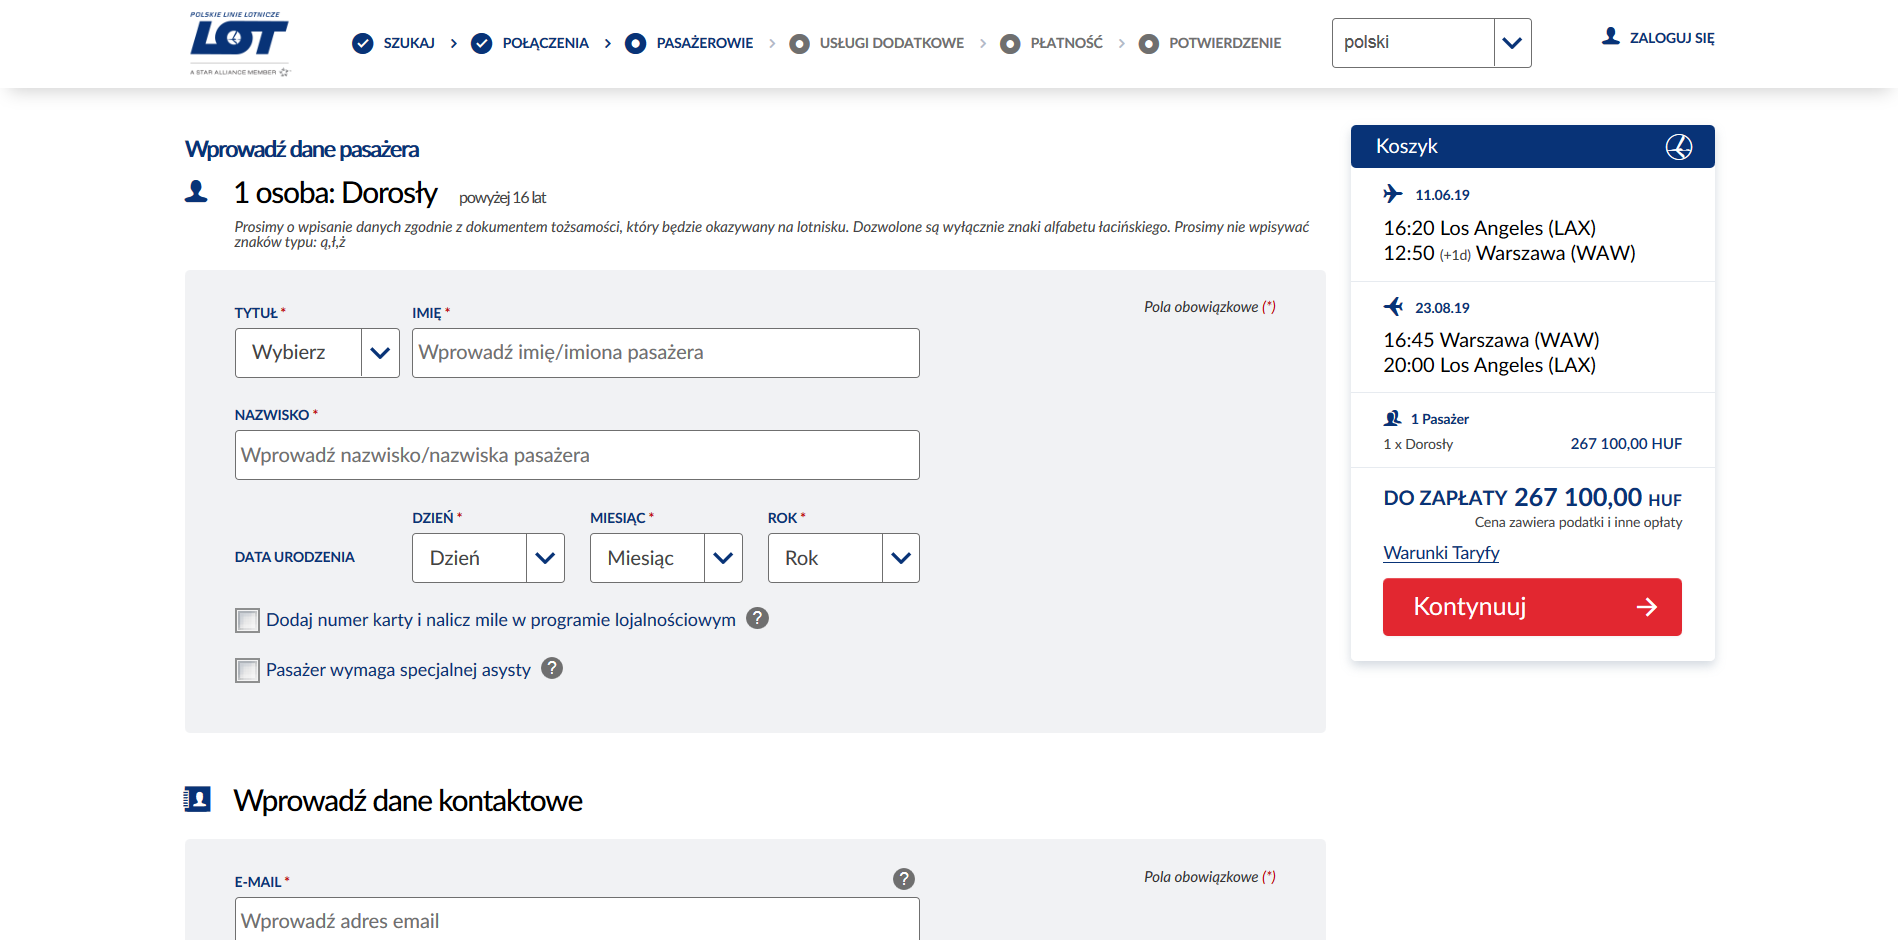 POLSKIE LINIE LOTNICZE
LOT
A STAR ALLIANCE MEMBER
SZUKAJ
POŁĄCZENIA
PASAŻEROWIE
USŁUGI DODATKOWE
PŁATNOŚĆ
POTWIERDZENIE
polski
ZALOGUJ SIĘ
Wprowadź dane pasażera
1 osoba: Dorosły powyżej 16 lat
Prosimy o wpisanie danych zgodnie z dokumentem tożsamości, który będzie okazywany na lotnisku. Dozwolone są wyłącznie znaki alfabetu łacińskiego. Prosimy nie wpisywać
znaków typu: ą,ł,ż
Pola obowiązkowe (*)
TYTUŁ *
IMIĘ *
Wybierz
Wprowadź imię/imiona pasażera
NAZWISKO *
Wprowadź nazwisko/nazwiska pasażera
DZIEŃ *
MIESIĄC *
ROK *
DATA URODZENIA
Dzień
Miesiąc
Rok
Dodaj numer karty i nalicz mile w programie lojalnościowym ?
Pasażer wymaga specjalnej asysty ?
Wprowadź dane kontaktowe
E-MAIL *
?
Pola obowiązkowe (*)
Wprowadź adres email
Koszyk
11.06.19
16:20 Los Angeles (LAX)
12:50 (+1d) Warszawa (WAW)
23.08.19
16:45 Warszawa (WAW)
20:00 Los Angeles (LAX)
1 Pasażer
1 x Dorosły 267 100,00 HUF
DO ZAPŁATY 267 100,00 HUF
Cena zawiera podatki i inne opłaty
Warunki Taryfy
Kontynuuj